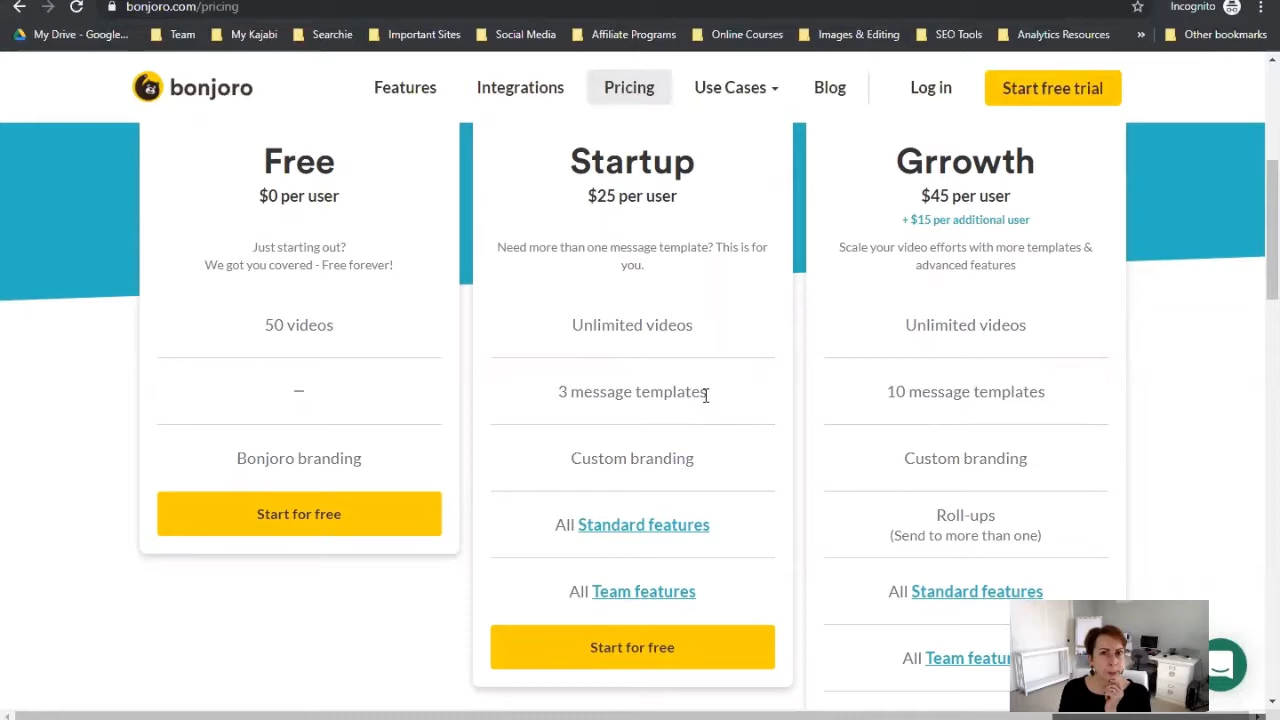 bonjoro.com/pricing
Incognito
My Drive - Google...
Team
My Kajabi
Searchie
Important Sites
Social Media
Affiliate Programs
Online Courses
Images & Editing
SEO Tools
Analytics Resources
»
Other bookmarks
bonjoro
Features
Integrations
Pricing
Use Cases
Blog
Log in
Start free trial
Free
$0 per user
Just starting out?
We got you covered - Free forever!
50 videos
–
Bonjoro branding
Start for free
Startup
$25 per user
Need more than one message template? This is for
you.
Unlimited videos
3 message templates
Custom branding
All Standard features
All Team features
Start for free
Grrowth
$45 per user
+ $15 per additional user
Scale your video efforts with more templates &
advanced features
Unlimited videos
10 message templates
Custom branding
Roll-ups
(Send to more than one)
All Standard features
All Team featu